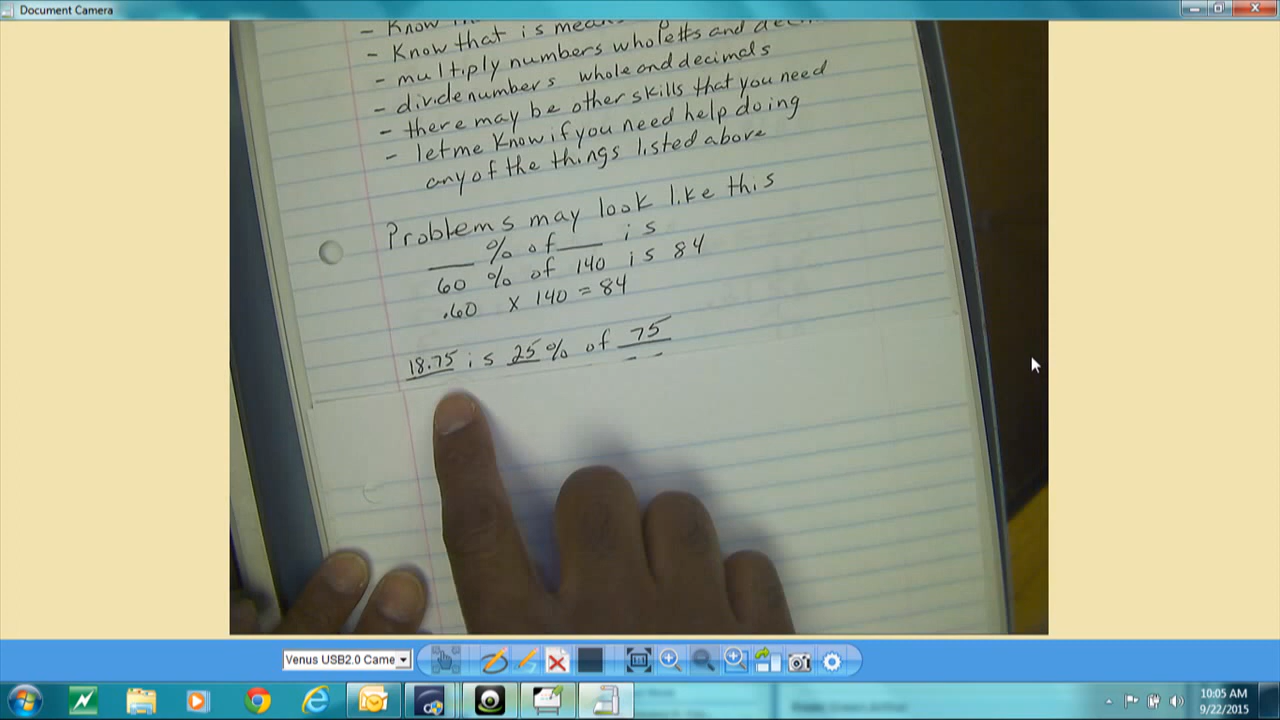 Document Camera
- Know
- Know that is means
- multiply numbers whole#s and
- divide numbers whole and decimals
- there may be other skills that you need
- let me know if you need help doing
any of the things listed above
Problems may look like this
___ % of ___ is
60 % of 140 is 84
.60 x 140 = 84
18.75 is 25% of 75
Venus USB2.0 Came
10:05 AM
9/22/2015